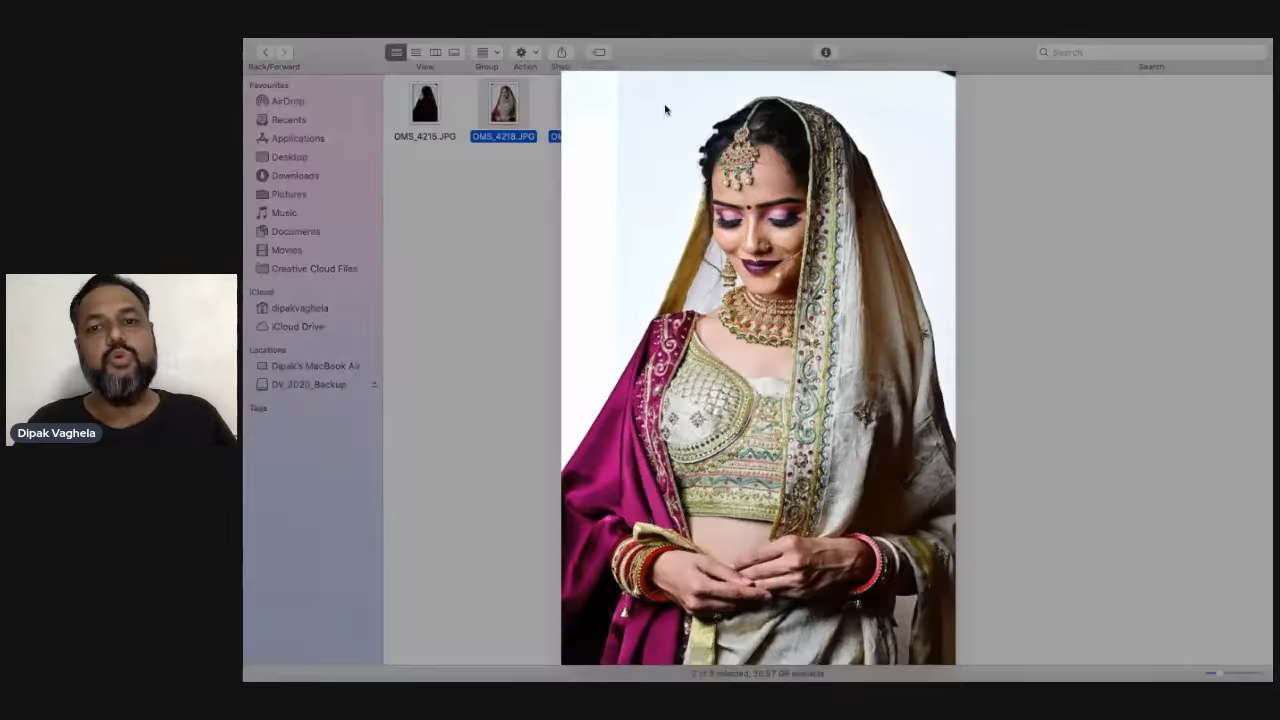 Back/Forward
View
Group
Action
Search
Search
Favourites
AirDrop
Recents
Applications
Desktop
Downloads
Pictures
Music
Documents
Movies
Creative Cloud Files
iCloud
dipakvaghela
iCloud Drive
Locations
Dipak's MacBook Air
DV_2020_Backup
Tags
OMS_4215.JPG
OMS_4218.JPG
Dipak Vaghela